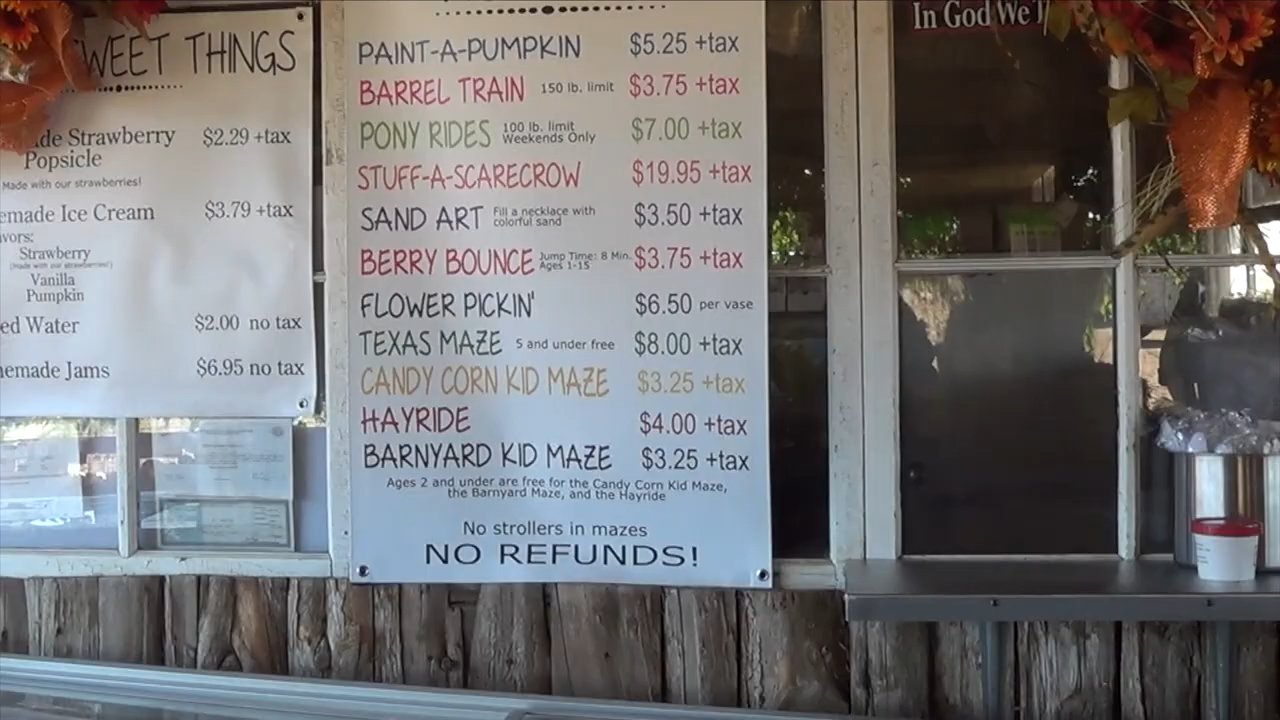 WEET THINGS
de Strawberry $2.29 +tax
Popsicle
Made with our strawberries!
emade Ice Cream $3.79 +tax
vors:
Strawberry
(made with our strawberries!)
Vanilla
Pumpkin
ed Water $2.00 no tax
emade Jams $6.95 no tax
PAINT-A-PUMPKIN $5.25 +tax
BARREL TRAIN 150 lb. limit $3.75 +tax
PONY RIDES 100 lb. limit Weekends Only $7.00 +tax
STUFF-A-SCARECROW $19.95 +tax
SAND ART Fill a necklace with colorful sand $3.50 +tax
BERRY BOUNCE Jump Time: 8 Min. Ages 1-15 $3.75 +tax
FLOWER PICKIN' $6.50 per vase
TEXAS MAZE 5 and under free $8.00 +tax
CANDY CORN KID MAZE $3.25 +tax
HAYRIDE $4.00 +tax
BARNYARD KID MAZE $3.25 +tax
Ages 2 and under are free for the Candy Corn Kid Maze,
the Barnyard Maze, and the Hayride
No strollers in mazes
NO REFUNDS!
In God We T